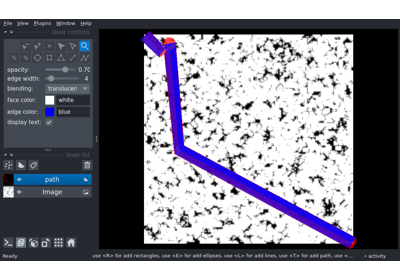 File View Plugins Window Help
layer controls
opacity: 0.70
edge width: 4
blending: translucen
face color: white
edge color: blue
display text:
layer list
path
Image
Ready
use <R> for add rectangles, use <E> for add ellipses, use <L> for add lines, use <T> for add path, use <...
activity